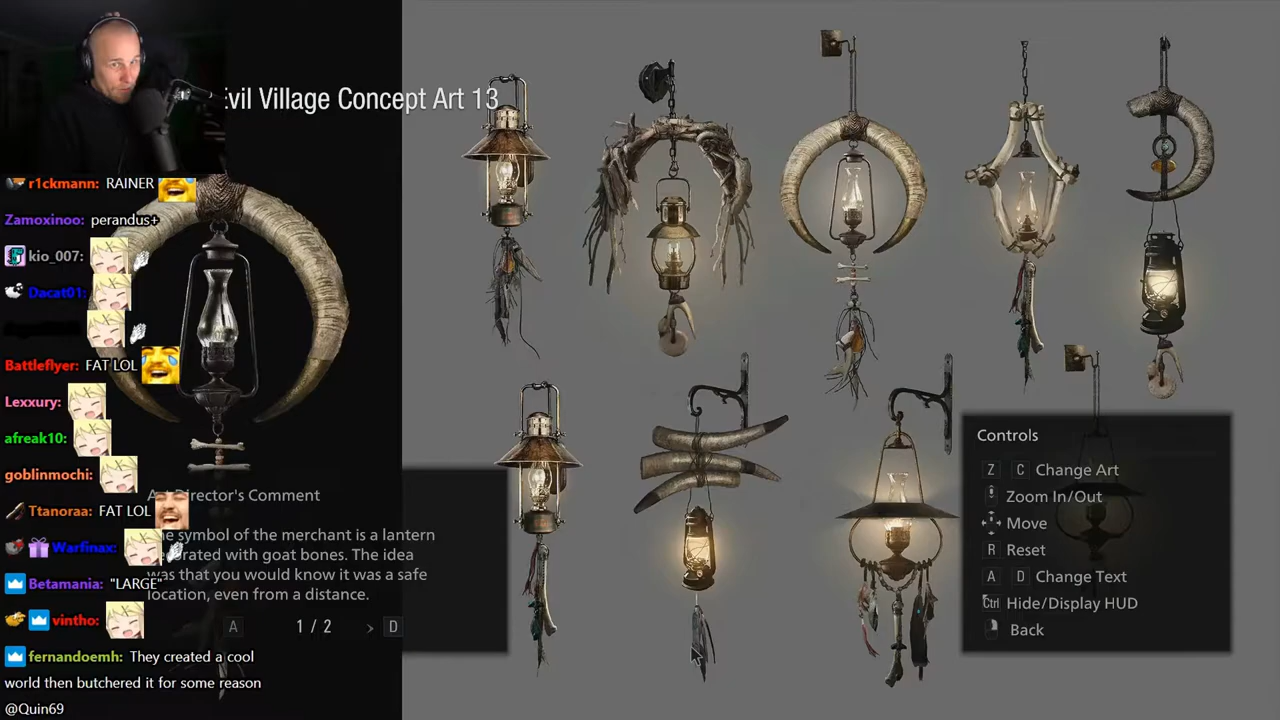 Evil Village Concept Art 13
r1ckmann: RAINER
Zamoxinoo: perandus+
kio_007:
Dacat01:
Battleflyer: FAT LOL
Lexxury:
afreak10:
goblinmochi:
Ttanoraa: FAT LOL
Warfinax:
Betamania: "LARGE"
vintho:
fernandoemh: They created a cool
world then butchered it for some reason
@Quin69
Director's Comment
symbol of the merchant is a lantern
decorated with goat bones. The idea
was that you would know it was a safe
location, even from a distance.
A 1 / 2 > D
Controls
Z C Change Art
Zoom In/Out
Move
R Reset
A D Change Text
Ctrl Hide/Display HUD
Back